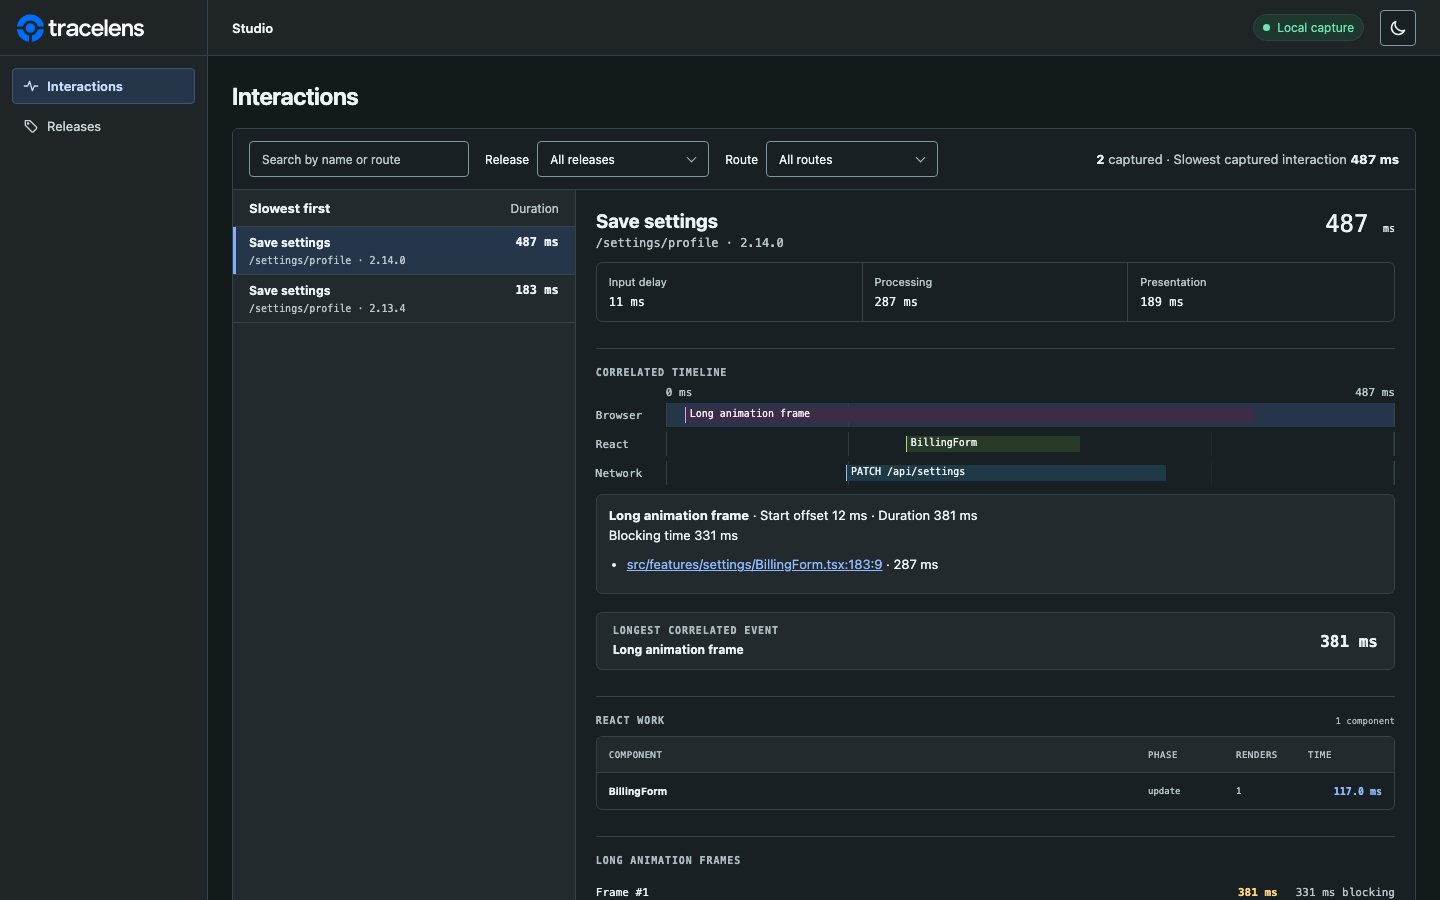 tracelens
Studio
Local capture
Interactions
Releases
Interactions
Search by name or route
Release
All releases
Route
All routes
2 captured · Slowest captured interaction 487 ms
Slowest first
Duration
Save settings
487 ms
/settings/profile · 2.14.0
Save settings
183 ms
/settings/profile · 2.13.4
Save settings
487 ms
/settings/profile · 2.14.0
Input delay
11 ms
Processing
287 ms
Presentation
189 ms
CORRELATED TIMELINE
0 ms
487 ms
Browser
Long animation frame
React
BillingForm
Network
PATCH /api/settings
Long animation frame · Start offset 12 ms · Duration 381 ms
Blocking time 331 ms
• src/features/settings/BillingForm.tsx:183:9 · 287 ms
LONGEST CORRELATED EVENT
Long animation frame
381 ms
REACT WORK
1 component
COMPONENT PHASE RENDERS TIME
BillingForm update 1 117.0 ms
LONG ANIMATION FRAMES
Frame #1 381 ms 331 ms blocking